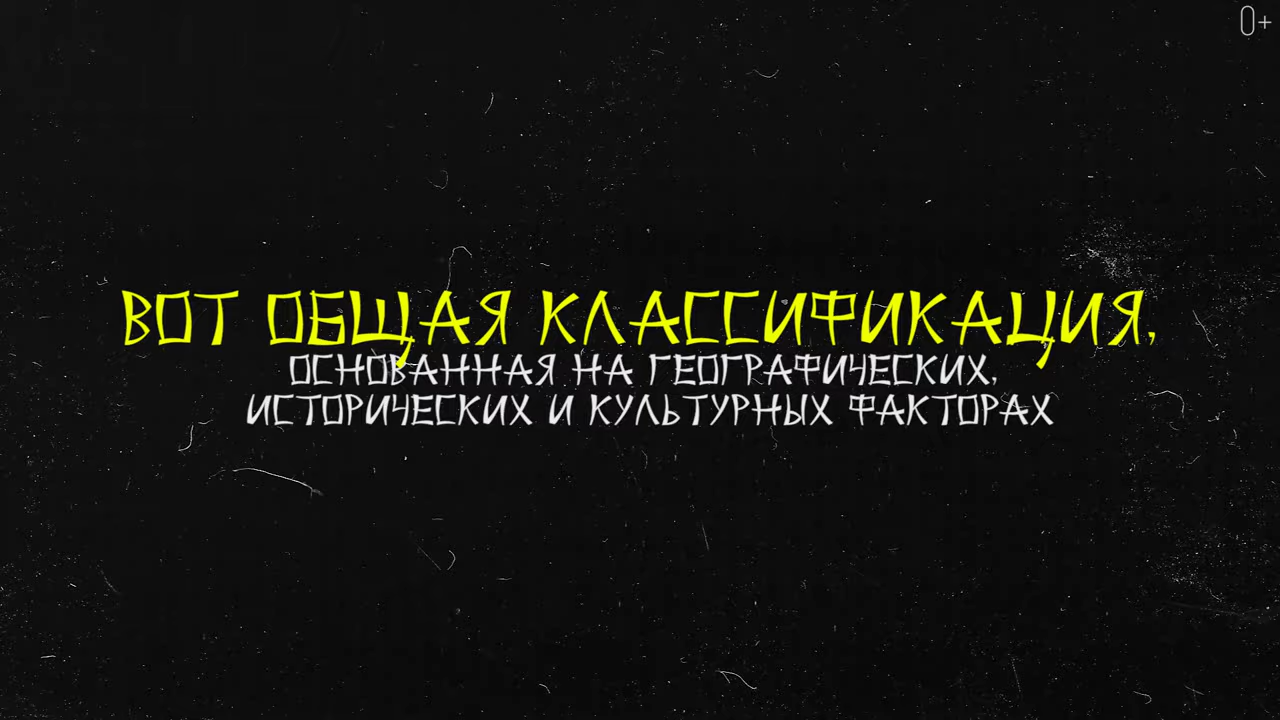 0+
ВОТ ОБЩАЯ КЛАССИФИКАЦИЯ,
ОСНОВАННАЯ НА ГЕОГРАФИЧЕСКИХ,
ИСТОРИЧЕСКИХ И КУЛЬТУРНЫХ ФАКТОРАХ